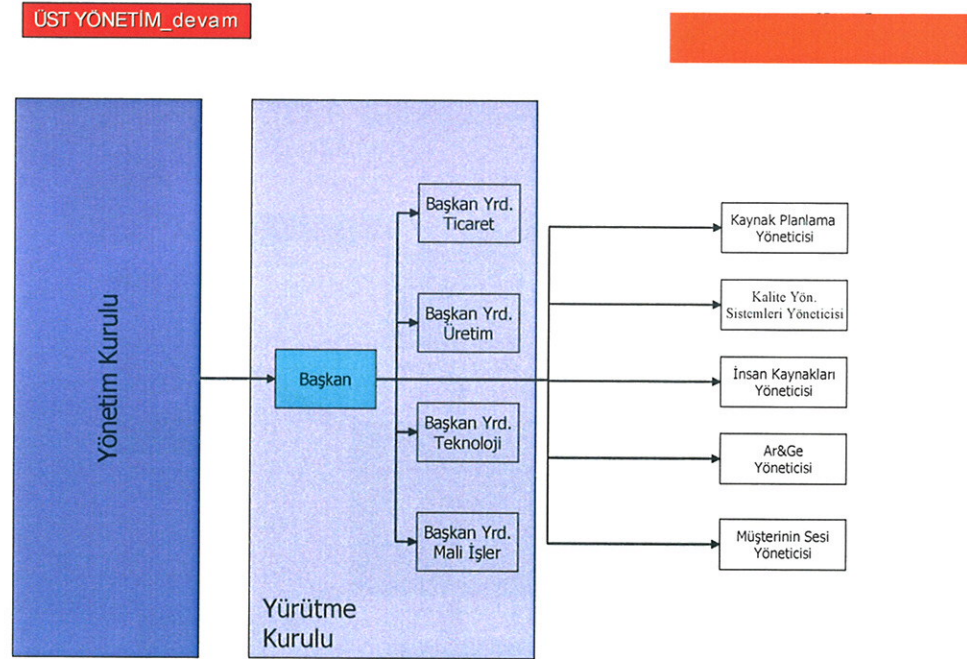 ÜST YÖNETİM_devam
Yönetim Kurulu
Başkan
Başkan Yrd.
Ticaret
Başkan Yrd.
Üretim
Başkan Yrd.
Teknoloji
Başkan Yrd.
Mali İşler
Yürütme
Kurulu
Kaynak Planlama
Yöneticisi
Kalite Yön.
Sistemleri Yöneticisi
İnsan Kaynakları
Yöneticisi
Ar&Ge
Yöneticisi
Müşterinin Sesi
Yöneticisi